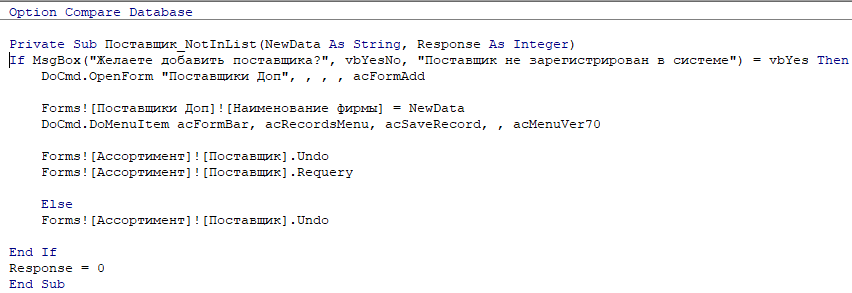 Option Compare Database
Private Sub Поставщик_NotInList(NewData As String, Response As Integer)
If MsgBox("Желаете добавить поставщика?", vbYesNo, "Поставщик не зарегистрирован в системе") = vbYes Then
DoCmd.OpenForm "Поставщики Доп", , , , acFormAdd
Forms![Поставщики Доп]![Наименование фирмы] = NewData
DoCmd.DoMenuItem acFormBar, acRecordsMenu, acSaveRecord, , acMenuVer70
Forms![Ассортимент]![Поставщик].Undo
Forms![Ассортимент]![Поставщик].Requery
Else
Forms![Ассортимент]![Поставщик].Undo
End If
Response = 0
End Sub